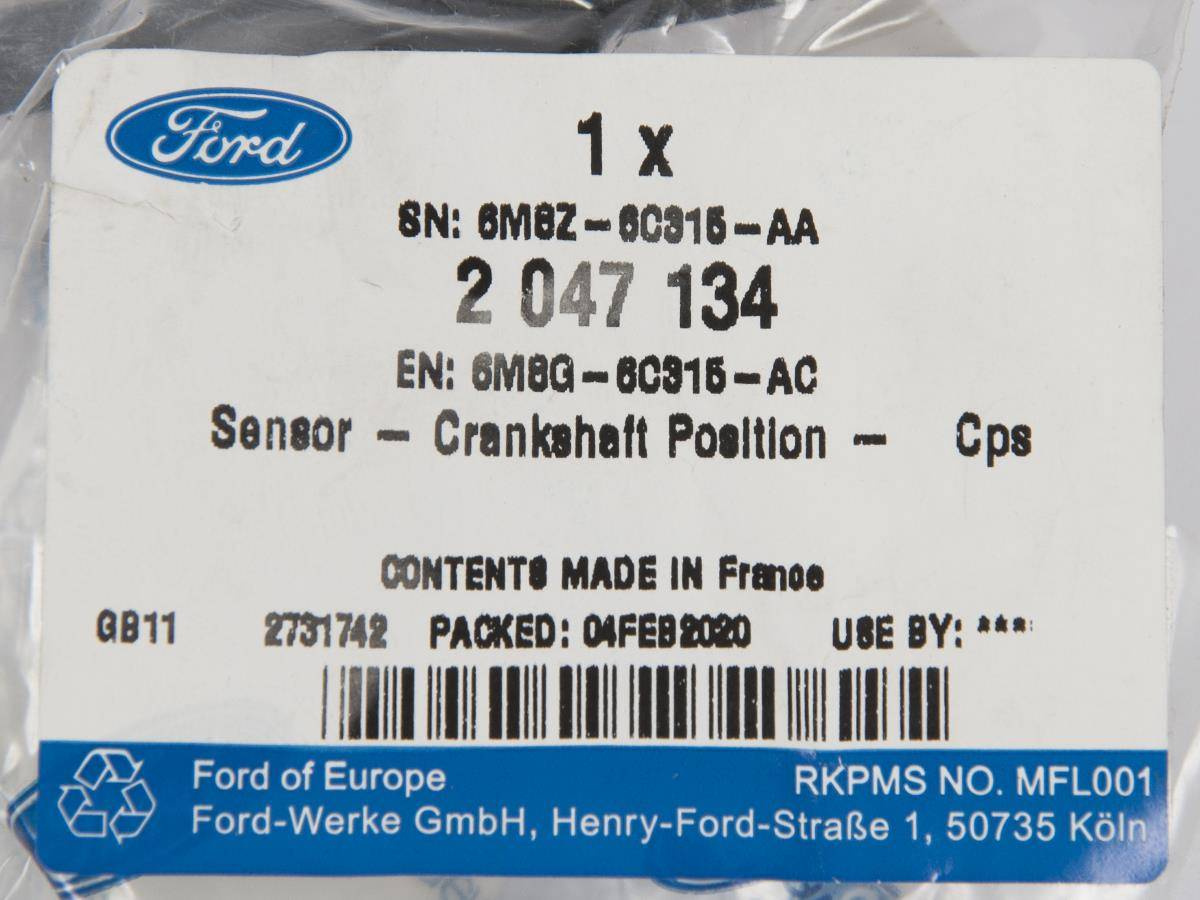 Ford
1 x
SN: 6M8Z-6C315-AA
2 047 134
EN: 6M8G-6C315-AC
Sensor - Crankshaft Position - Cps
CONTENTS MADE IN France
GB11 2731742 PACKED: 04FEB2020 USE BY: ***
Ford of Europe RKPMS NO. MFL001
Ford-Werke GmbH, Henry-Ford-Straße 1, 50735 Köln